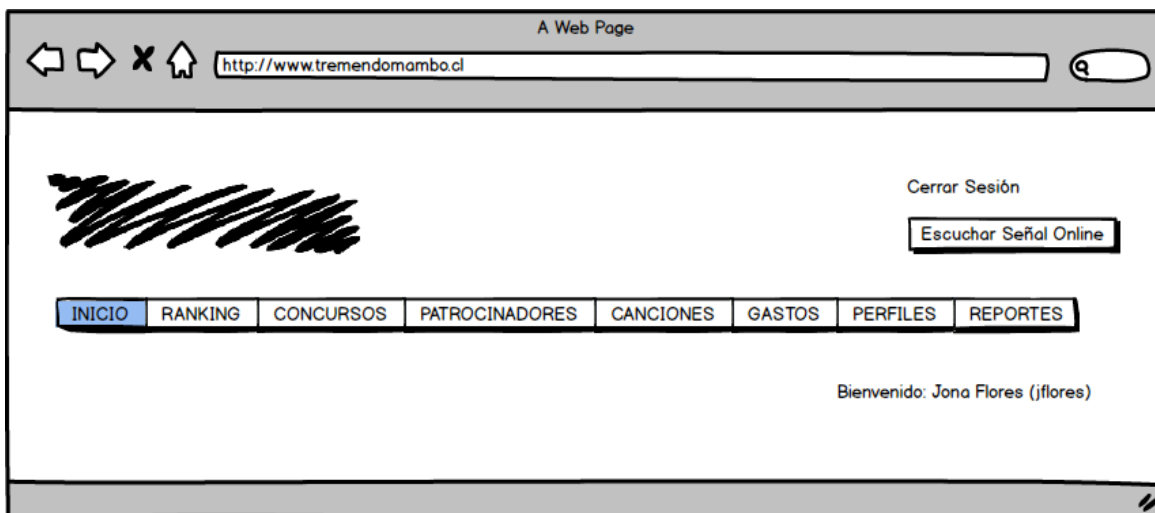 A Web Page
http://www.tremendomambo.cl
Cerrar Sesión
Escuchar Señal Online
INICIO RANKING CONCURSOS PATROCINADORES CANCIONES GASTOS PERFILES REPORTES
Bienvenido: Jona Flores (jflores)